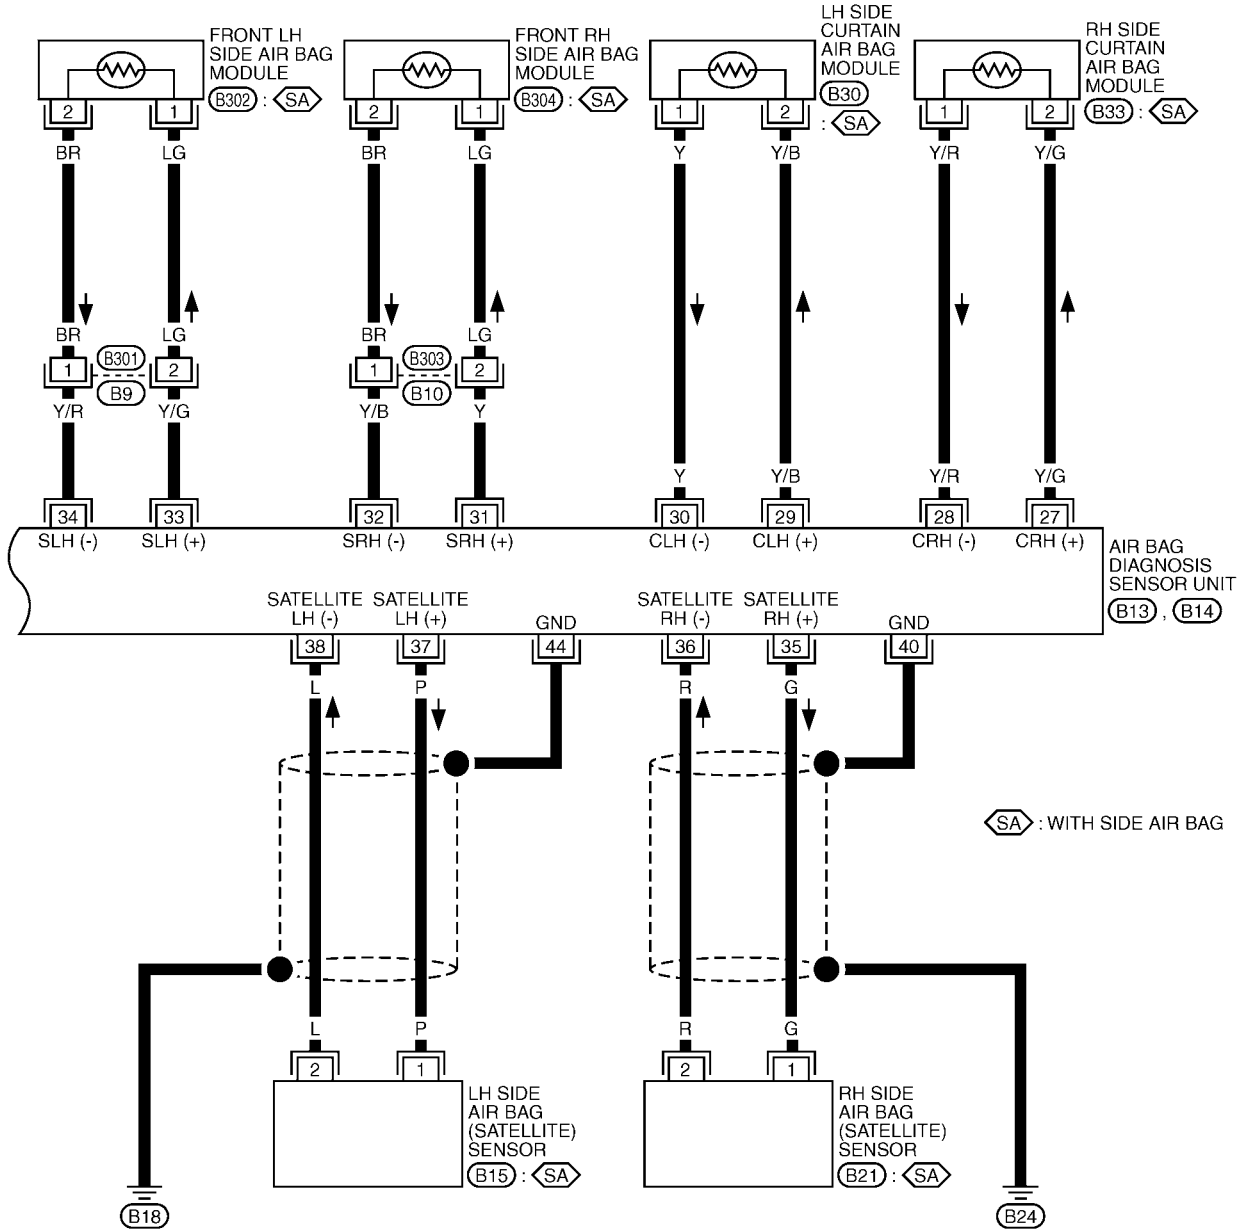 FRONT LH
SIDE AIR BAG
MODULE
B302 : SA
FRONT RH
SIDE AIR BAG
MODULE
B304 : SA
LH SIDE
CURTAIN
AIR BAG
MODULE
B30
: SA
RH SIDE
CURTAIN
AIR BAG
MODULE
B33 : SA
2 1 2 1 1 2 1 2
BR LG BR LG Y Y/B Y/R Y/G
BR LG BR LG
1 B301 2 1 B303 2
B9 B10
Y/R Y/G Y/B Y
Y Y/B Y/R Y/G
34 33 32 31 30 29 28 27
SLH (-) SLH (+) SRH (-) SRH (+) CLH (-) CLH (+) CRH (-) CRH (+)
AIR BAG
DIAGNOSIS
SENSOR UNIT
B13 , B14
SATELLITE LH (-)
SATELLITE LH (+)
GND
SATELLITE RH (-)
SATELLITE RH (+)
GND
38 37 44 36 35 40
L P R G
SA : WITH SIDE AIR BAG
L P R G
2 1 2 1
LH SIDE
AIR BAG
(SATELLITE)
SENSOR
B15 : SA
RH SIDE
AIR BAG
(SATELLITE)
SENSOR
B21 : SA
B18 B24